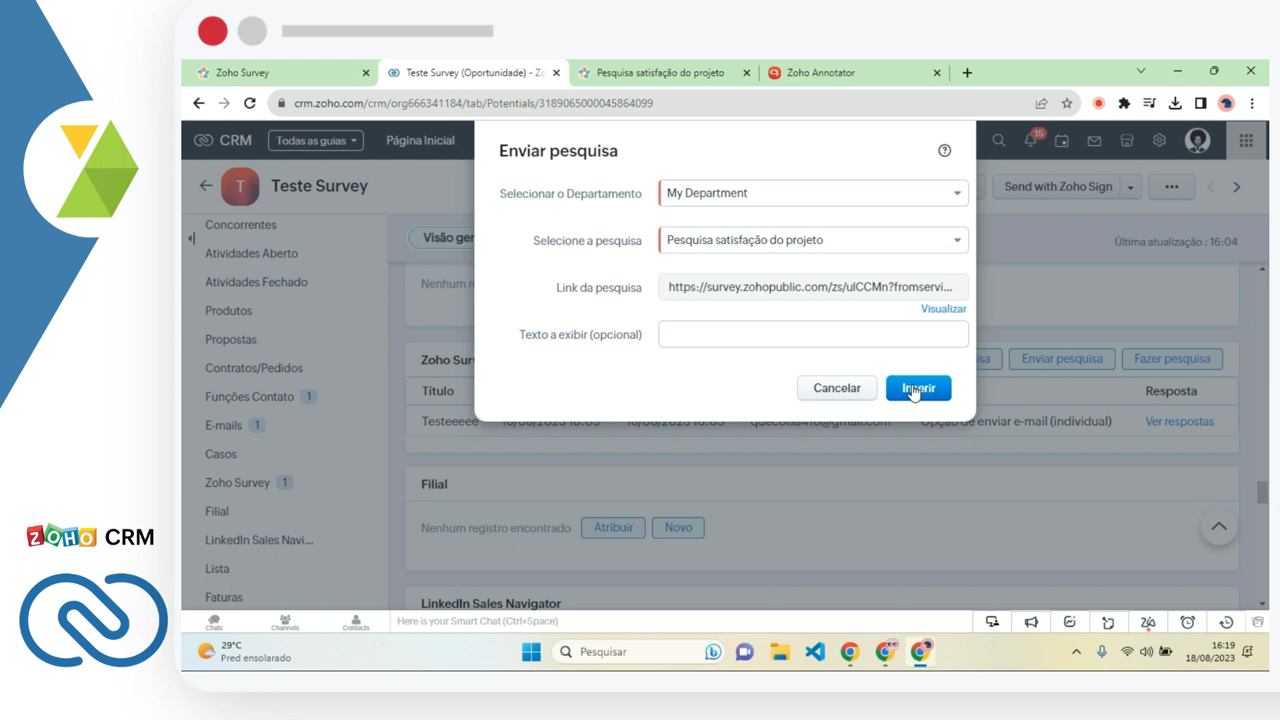 Zoho Survey
Teste Survey (Oportunidade) - Zo
Pesquisa satisfação do projeto
Zoho Annotator
crm.zoho.com/crm/org666341184/tab/Potentials/3189065000045864099
CRM
Todas as guias
Página Inicial
15
T
Teste Survey
Send with Zoho Sign
Enviar pesquisa
Selecionar o Departamento
My Department
Selecione a pesquisa
Pesquisa satisfação do projeto
Link da pesquisa
https://survey.zohopublic.com/zs/ulCCMn?fromservi...
Visualizar
Texto a exibir (opcional)
Cancelar
Inserir
Concorrentes
Atividades Aberto
Atividades Fechado
Produtos
Propostas
Contratos/Pedidos
Funções Contato 1
E-mails 1
Casos
Zoho Survey 1
Filial
LinkedIn Sales Navi...
Lista
Faturas
Visão ger
Última atualização : 16:04
Nenhum r
Zoho Sur
sa
Enviar pesquisa
Fazer pesquisa
Título
Resposta
Testeeeee
enviar e-mail (individual)
Ver respostas
Filial
Nenhum registro encontrado
Atribuir
Novo
LinkedIn Sales Navigator
Chats
Channels
Contacts
Here is your Smart Chat (Ctrl+Space)
ZOHO CRM
29°C
Pred ensolarado
Pesquisar
16:19
18/08/2023